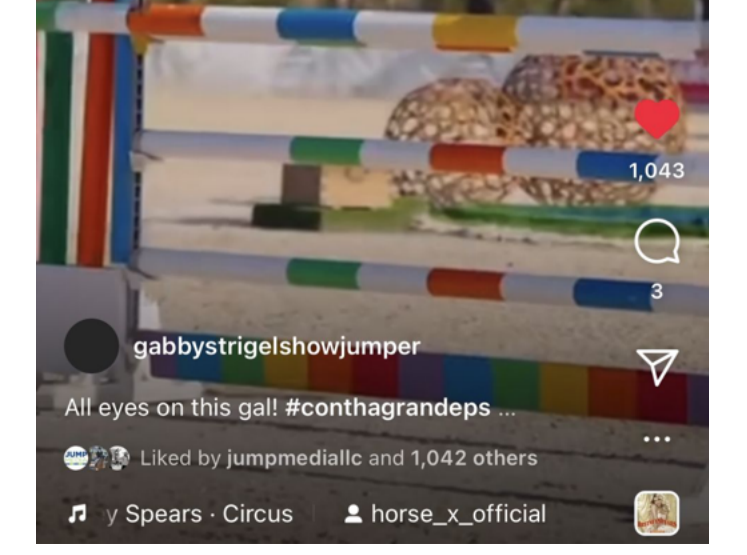 1,043
3
gabbystrigelshowjumper
All eyes on this gal! #conthagrandeps ...
JUMP Liked by jumpmediallc and 1,042 others
y Spears · Circus horse_x_official